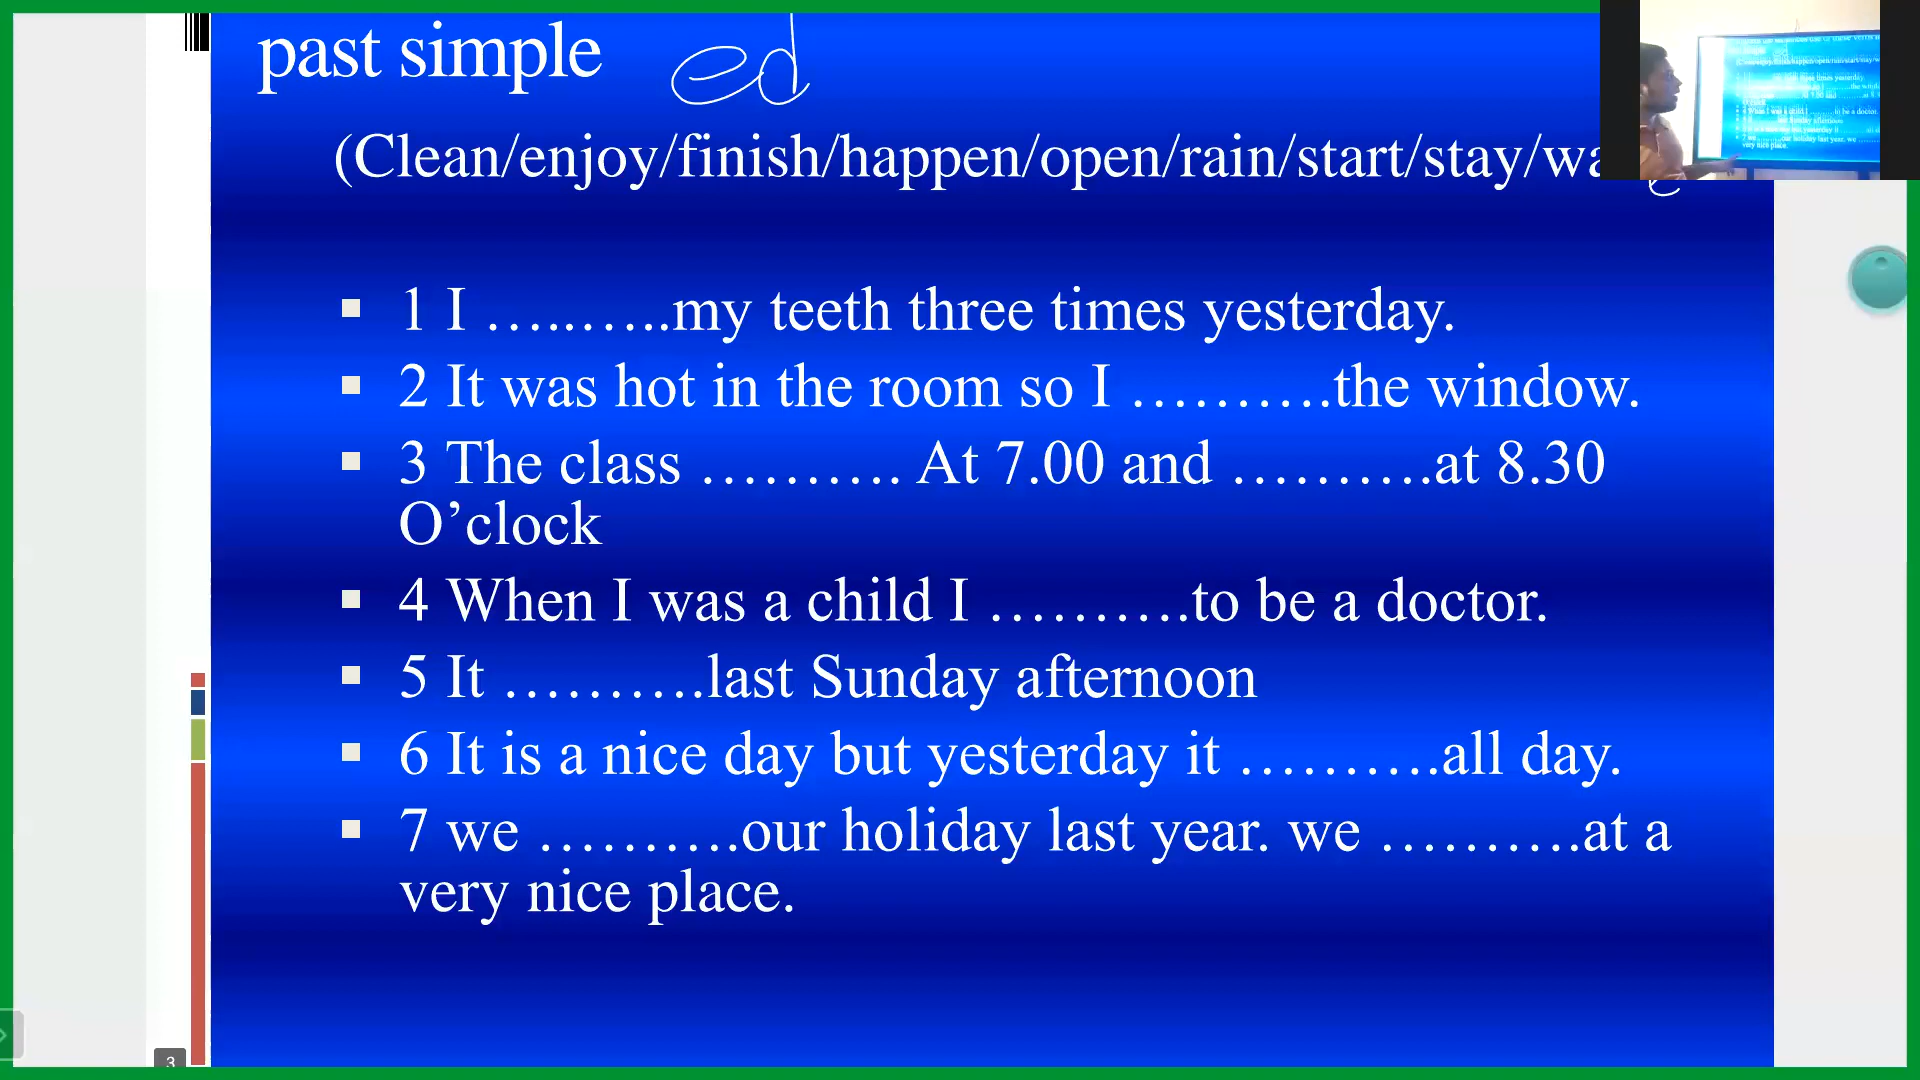 past simple ed
(Clean/enjoy/finish/happen/open/rain/start/stay/wa
1 I …..…..my teeth three times yesterday.
2 It was hot in the room so I ……….the window.
3 The class ………. At 7.00 and ……….at 8.30
O’clock
4 When I was a child I ……….to be a doctor.
5 It ……….last Sunday afternoon
6 It is a nice day but yesterday it ……….all day.
7 we ……….our holiday last year. we ……….at a
very nice place.
3